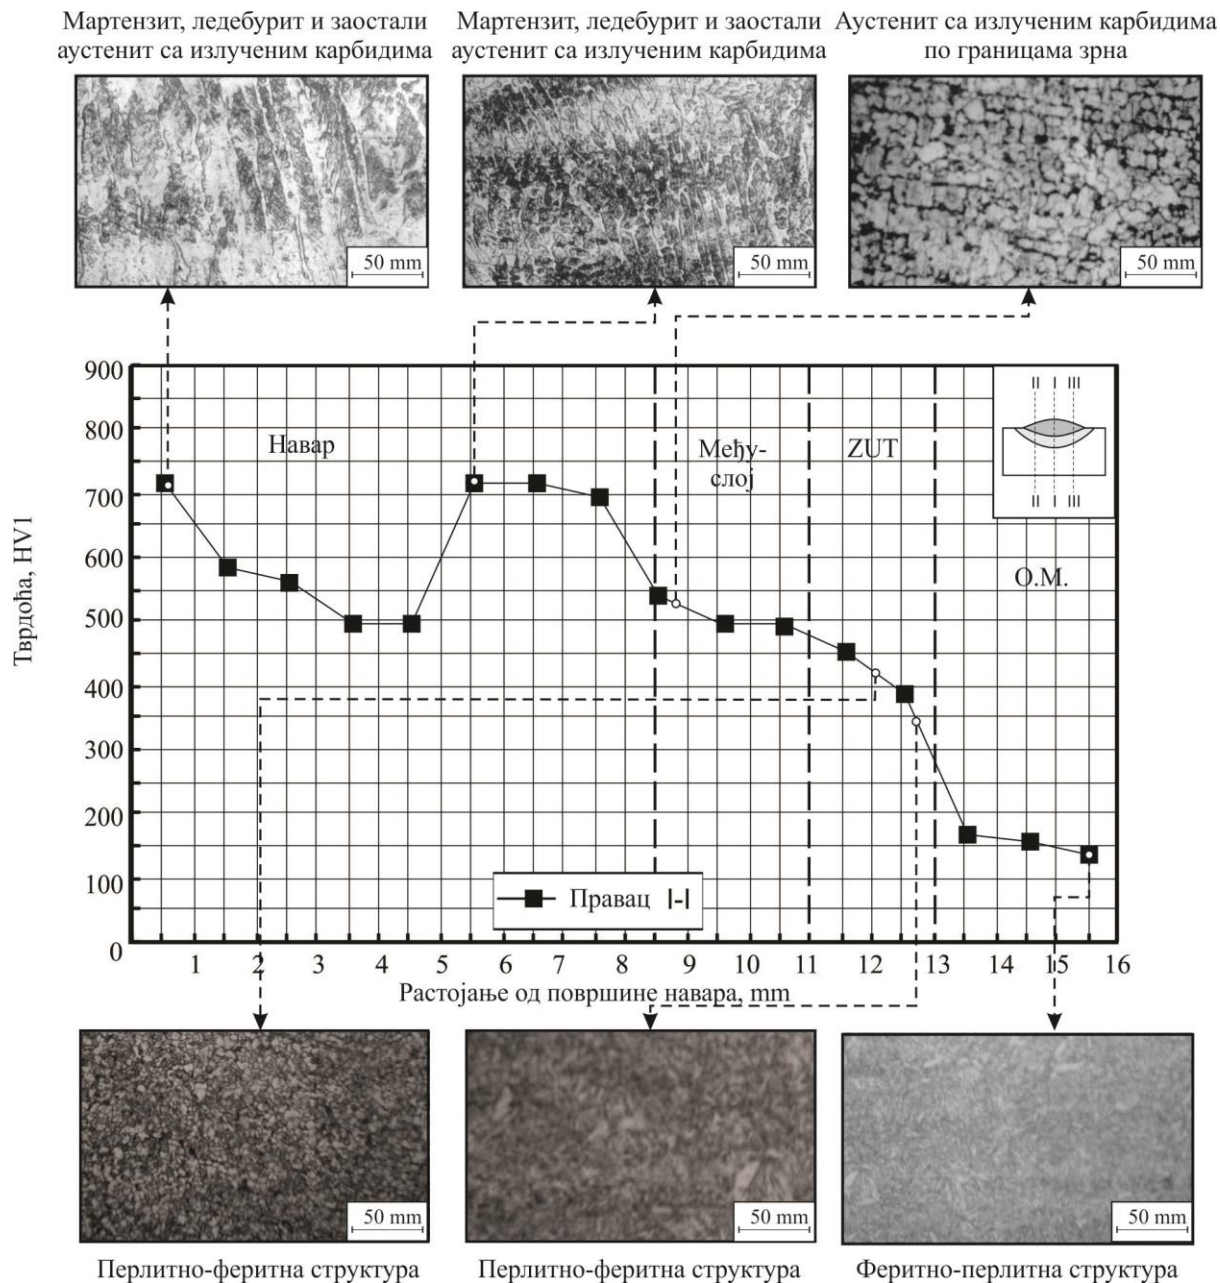 Мартензит, ледебурит и заостали
аустенит са излученим карбидима
Мартензит, ледебурит и заостали
аустенит са излученим карбидима
Аустенит са излученим карбидима
по границама зрна
50 mm
50 mm
50 mm
Тврдоћа, HV1
900
800
700
600
500
400
300
200
100
0
Навар
Међу-
слој
ZUT
О.М.
II I III
II I III
Правац I-I
1 2 3 4 5 6 7 8 9 10 11 12 13 14 15 16
Растојање од површине навара, mm
50 mm
50 mm
50 mm
Перлитно-феритна структура
Перлитно-феритна структура
Феритно-перлитна структура